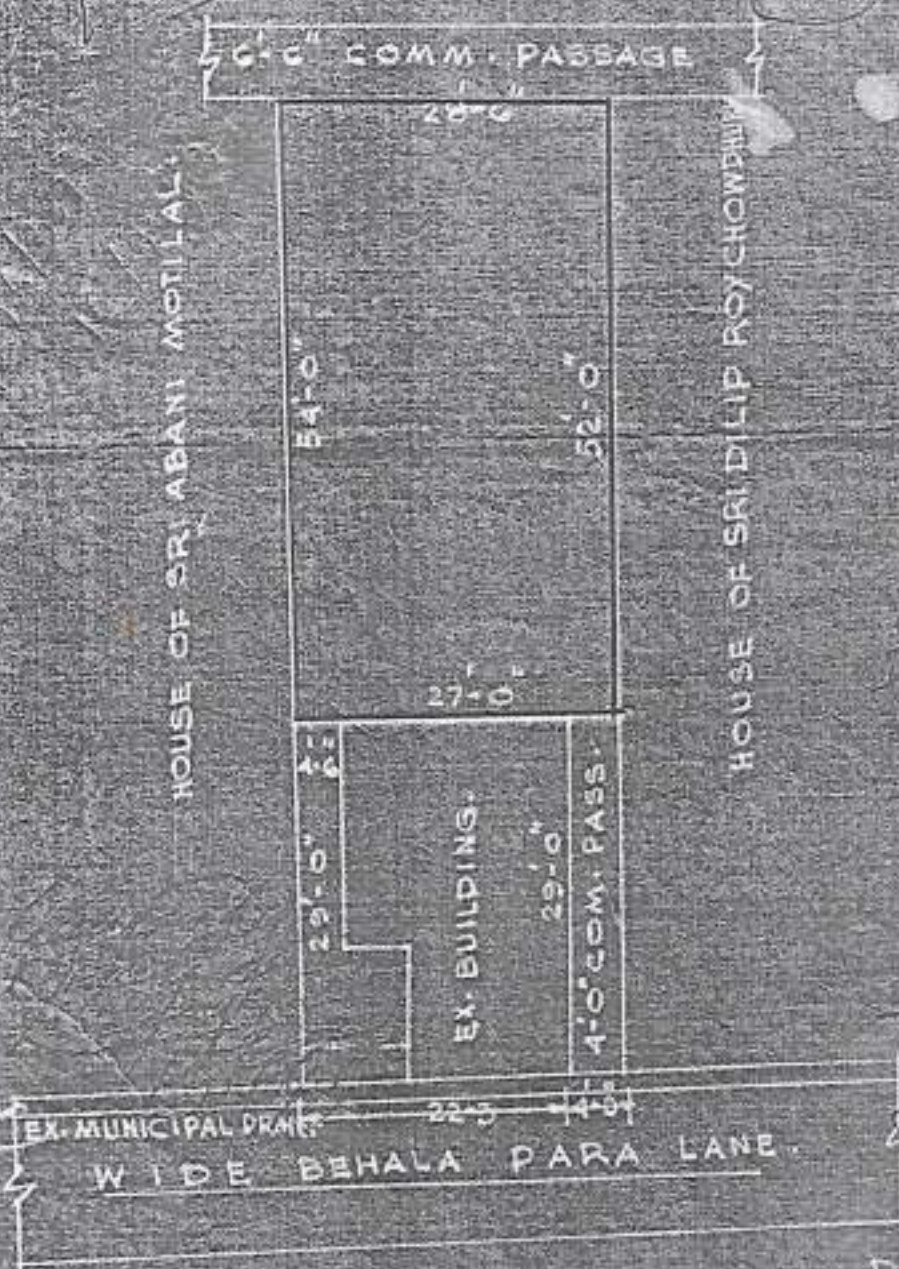 6'-6" COMM. PASSAGE
28'-6"
HOUSE OF SRI ABANI MOTILAL.
54'-0"
52'-0"
HOUSE OF SRI DILIP ROYCHOWDHURY
27'-0"
4'-6"
29'-0"
EX. BUILDING.
29'-0"
4'-0" COM. PASS.
22'-3"
4'-0"
EX. MUNICIPAL DRAIN
WIDE BEHALA PARA LANE.